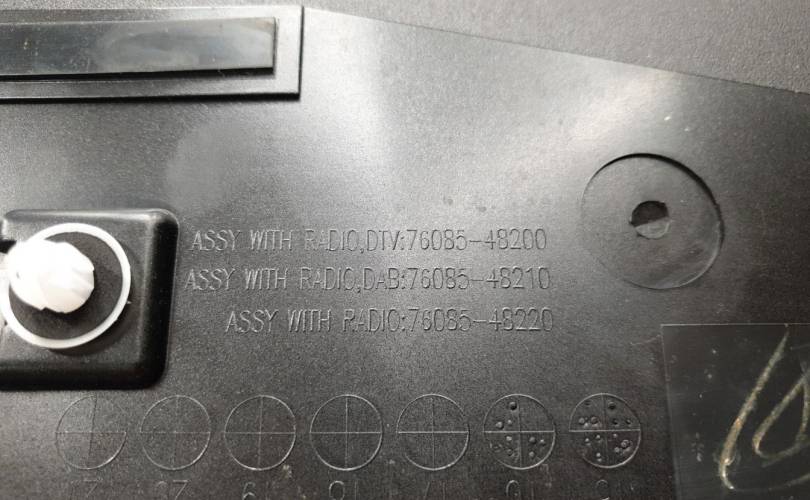 ASSY WITH RADIO,DTV:76085-48200
ASSY WITH RADIO,DAB:76085-48210
ASSY WITH RADIO:76085-48220